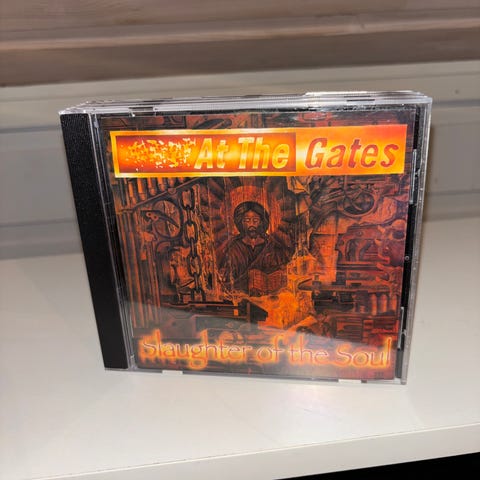 At The Gates
Slaughter of the Soul